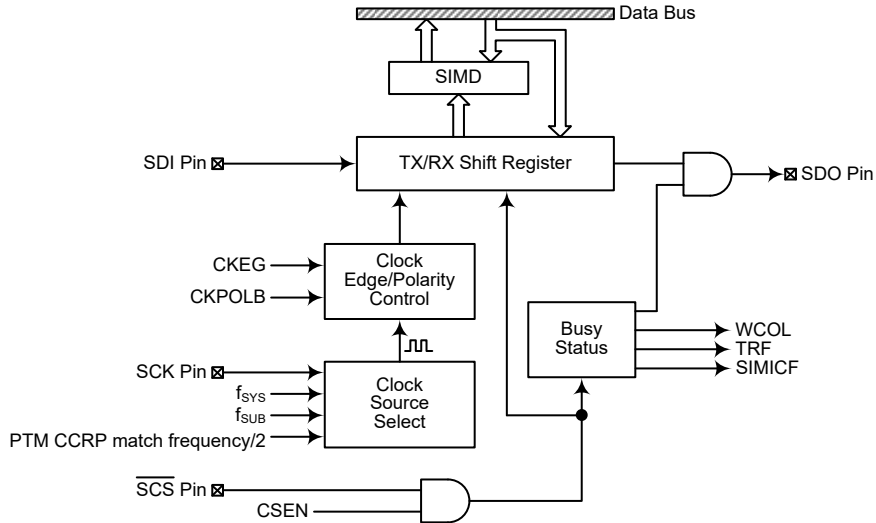 Data Bus
SIMD
SDI Pin
TX/RX Shift Register
SDO Pin
CKEG
CKPOLB
Clock
Edge/Polarity
Control
Busy
Status
WCOL
TRF
SIMICF
SCK Pin
fSYS
fSUB
PTM CCRP match frequency/2
Clock
Source
Select
SCS Pin
CSEN